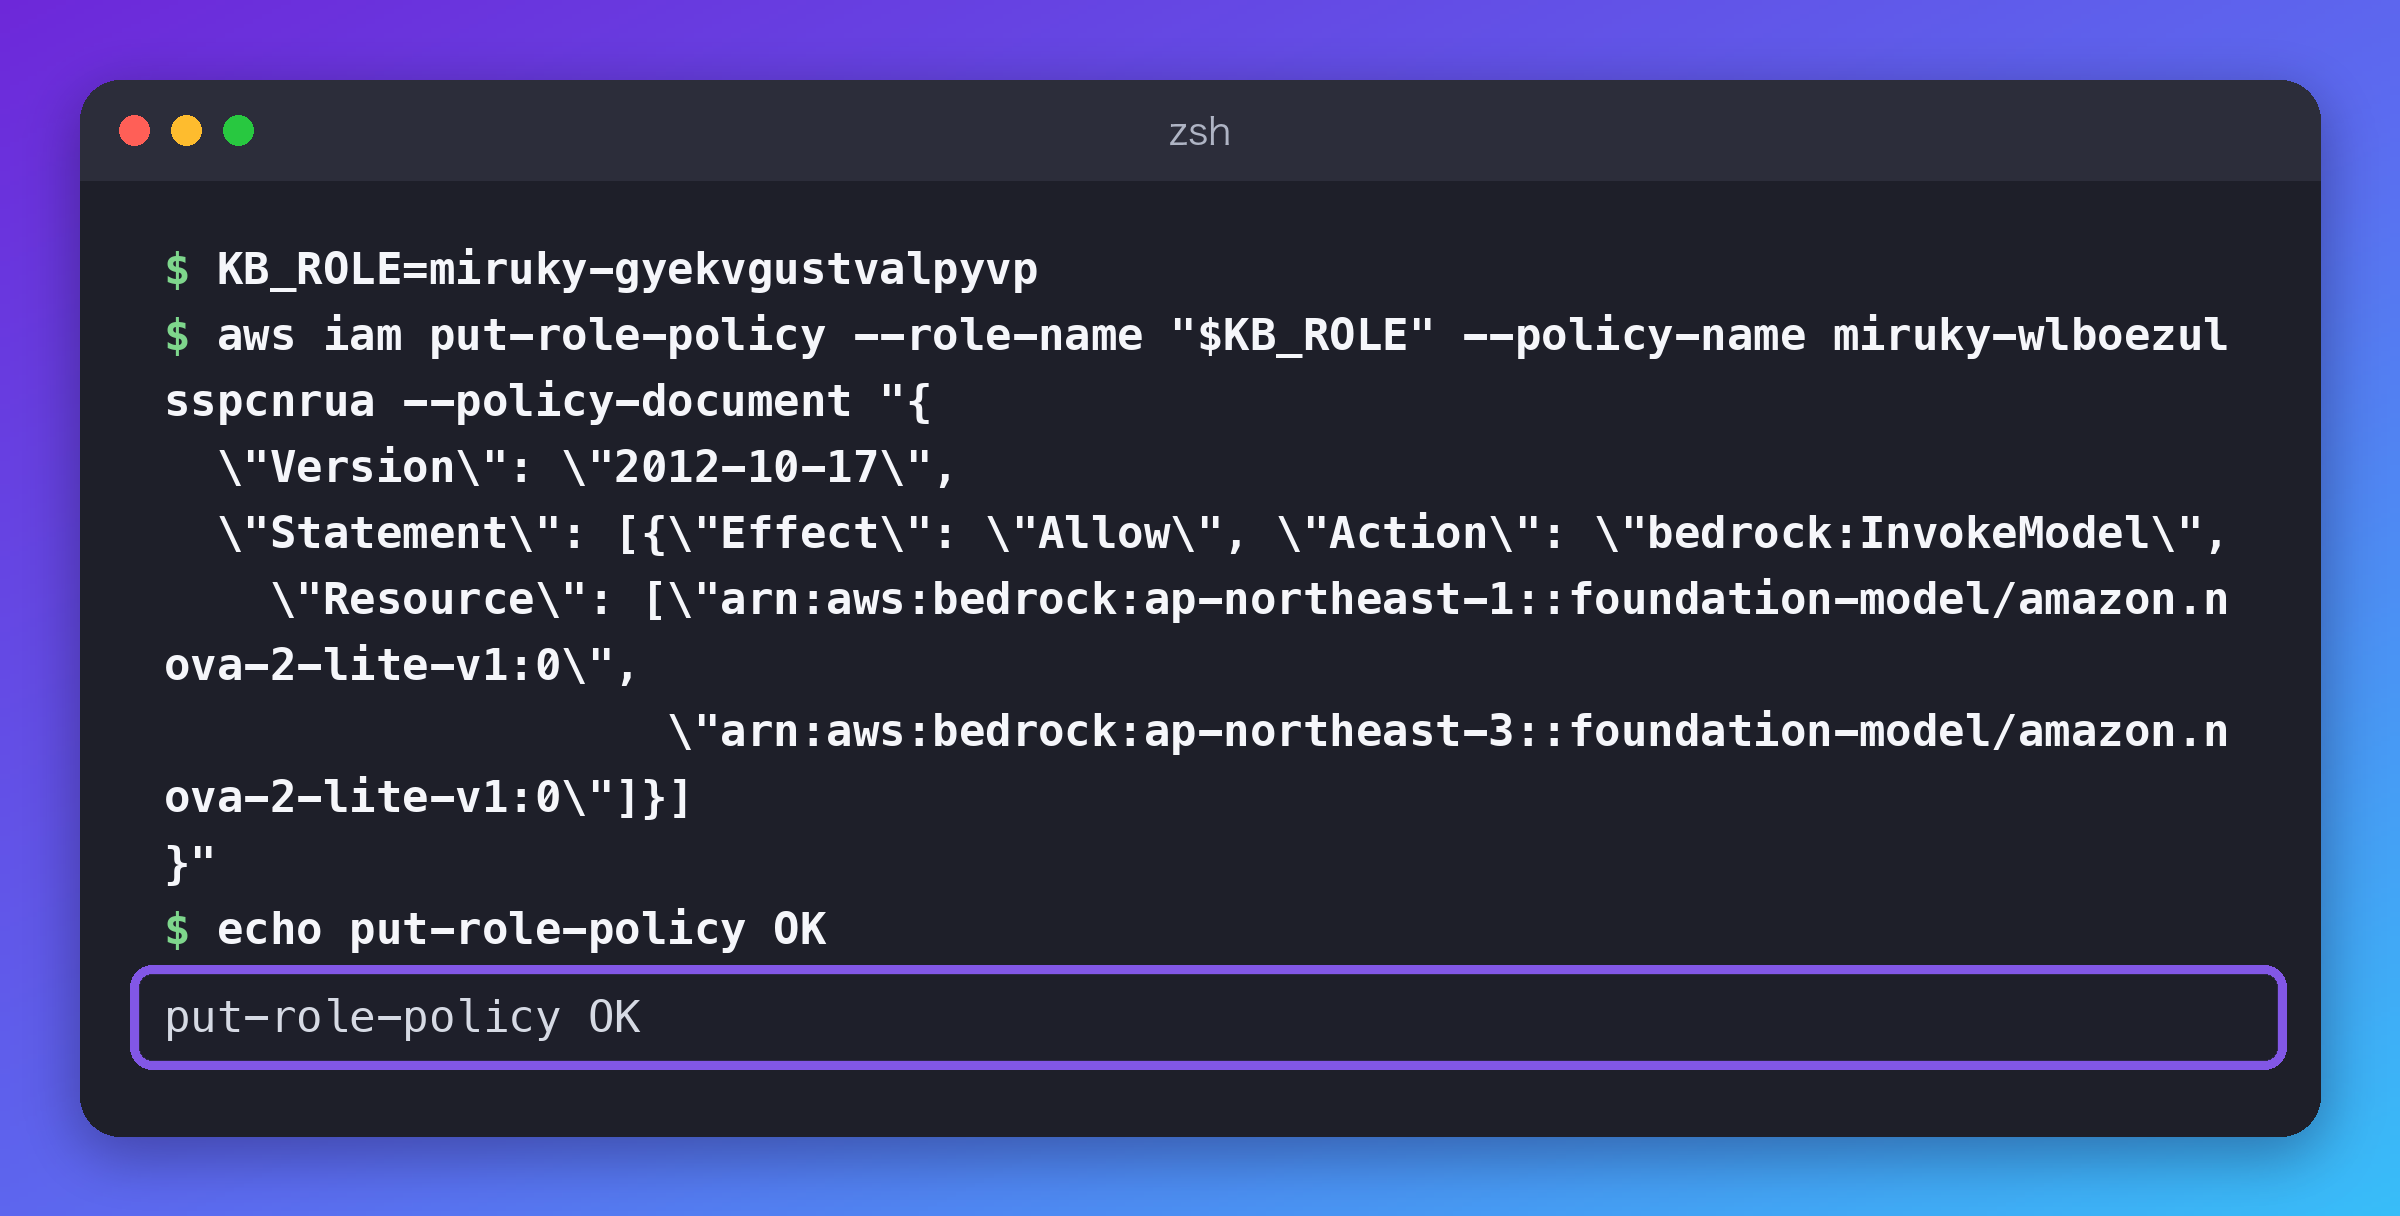 zsh
$ KB_ROLE=miruky-gyekvgustvalpyvp
$ aws iam put-role-policy --role-name "$KB_ROLE" --policy-name miruky-wlboezul
sspcnrua --policy-document "{
  \"Version\": \"2012-10-17\",
  \"Statement\": [{\"Effect\": \"Allow\", \"Action\": \"bedrock:InvokeModel\",
    \"Resource\": [\"arn:aws:bedrock:ap-northeast-1::foundation-model/amazon.n
ova-2-lite-v1:0\",
                   \"arn:aws:bedrock:ap-northeast-3::foundation-model/amazon.n
ova-2-lite-v1:0\"]}]
}"
$ echo put-role-policy OK
put-role-policy OK